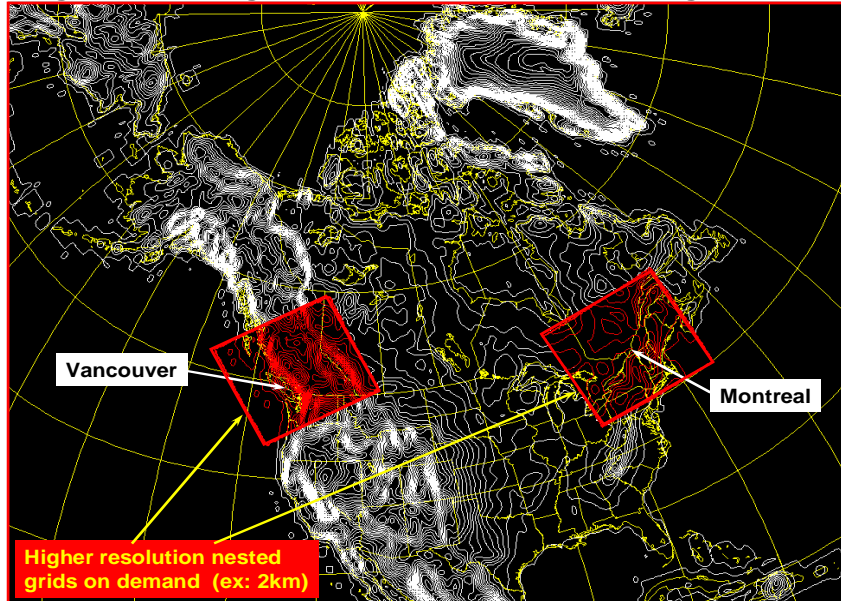 Vancouver
Montreal
Higher resolution nested
grids on demand (ex: 2km)